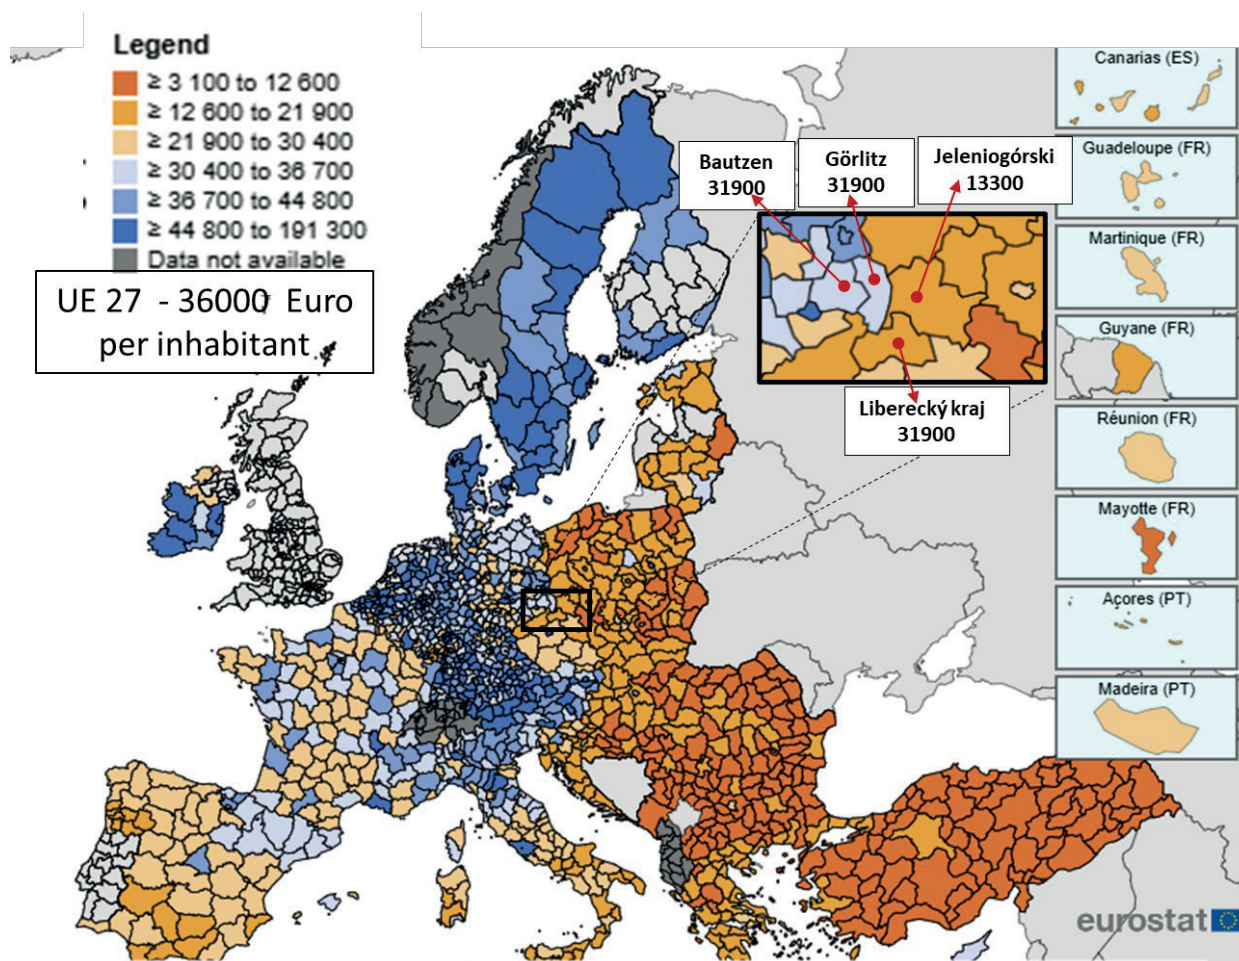 Legend
≥ 3 100 to 12 600
≥ 12 600 to 21 900
≥ 21 900 to 30 400
≥ 30 400 to 36 700
≥ 36 700 to 44 800
≥ 44 800 to 191 300
Data not available
UE 27 - 36000 Euro
per inhabitant
Bautzen
31900
Görlitz
31900
Jeleniogórski
13300
Liberecký kraj
31900
Canarias (ES)
Guadeloupe (FR)
Martinique (FR)
Guyane (FR)
Réunion (FR)
Mayotte (FR)
Açores (PT)
Madeira (PT)
eurostat